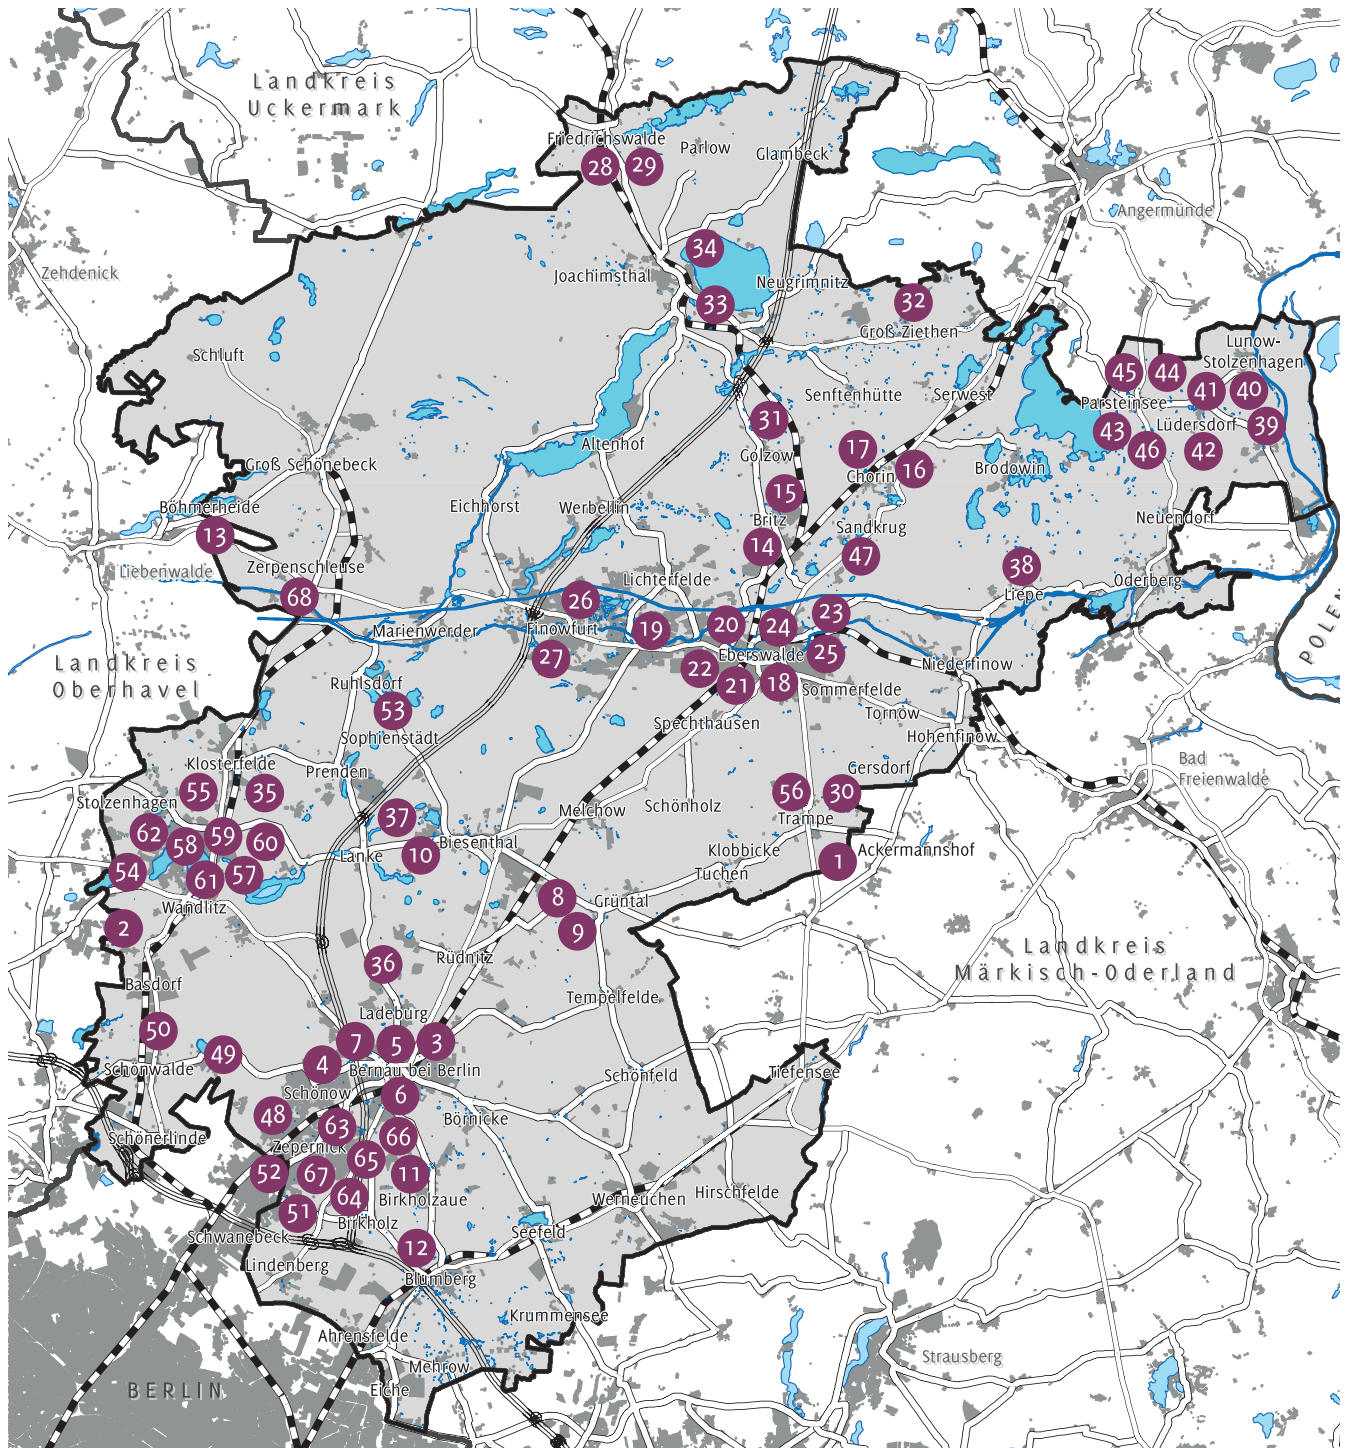 Landkreis
Uckermark
Friedrichswalde
28
29
Parlow
Glambeck
Angermünde
Zehdenick
34
Joachimsthal
Neugrimnitz
33
32
Groß Ziethen
Schluft
Lunow-
Stolzenhagen
45
44
41
40
Senftenhütte
Serwest
Parsteinsee
39
31
Altenhof
43
Lüdersdorf
Golzow
17
46
42
Groß Schönebeck
Chorin
16
Brodowin
15
Eichhorst
Werbellin
Böhmerheide
Britz
Neuendorf
Sandkrug
13
14
47
Liebenwalde
Zerpenschleuse
38
Lichterfelde
Oderberg
Liepe
68
26
23
POLEN
Marienwerder
Finowfurt
19
20
24
Landkreis
Oberhavel
27
Eberswalde
25
Niederfinow
22
21
18
Ruhlsdorf
Sommerfelde
53
Tornow
Spechthausen
Sophienstädt
Hohenfinow
Klosterfelde
Prenden
Gersdorf
Bad
Freienwalde
55
35
56
30
Stolzenhagen
Schönholz
Melchow
37
Trampe
62
59
58
60
Biesenthal
Lanke
10
Klobbicke
Ackermannshof
1
54
61
57
Tuchen
8
Grüntal
Wandlitz
2
9
Landkreis
Märkisch-Oderland
36
Rüdnitz
Basdorf
Tempelfelde
Ladeburg
50
7
5
3
49
4
Schönwalde
Bernau bei Berlin
Schönfeld
Tiefensee
Schönow
6
48
63
Börnicke
Schönerlinde
66
Zepernick
65
52
67
11
64
Birkholzaue
Hirschfelde
Werneuchen
51
Birkholz
Schwanebeck
Seefeld
12
Lindenberg
Blumberg
Krummensee
Ahrensfelde
Strausberg
Mehrow
BERLIN
Eiche